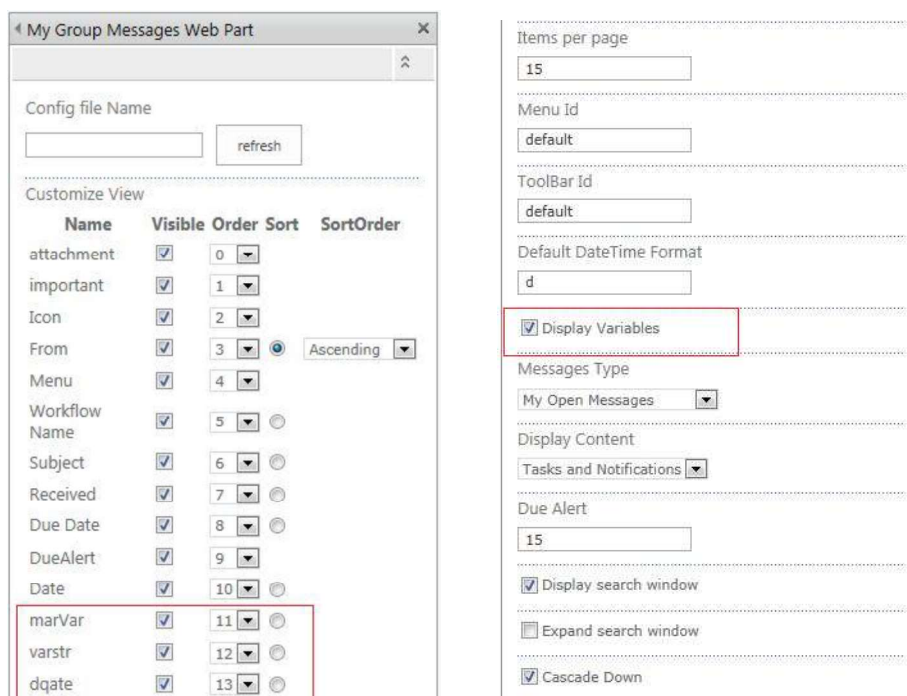 My Group Messages Web Part
Config file Name
refresh
Customize View
Name Visible Order Sort SortOrder
attachment 0
important 1
Icon 2
From 3 Ascending
Menu 4
Workflow
Name 5
Subject 6
Received 7
Due Date 8
DueAlert 9
Date 10
marVar 11
varstr 12
dqate 13
Items per page
15
Menu Id
default
ToolBar Id
default
Default DateTime Format
d
Display Variables
Messages Type
My Open Messages
Display Content
Tasks and Notifications
Due Alert
15
Display search window
Expand search window
Cascade Down